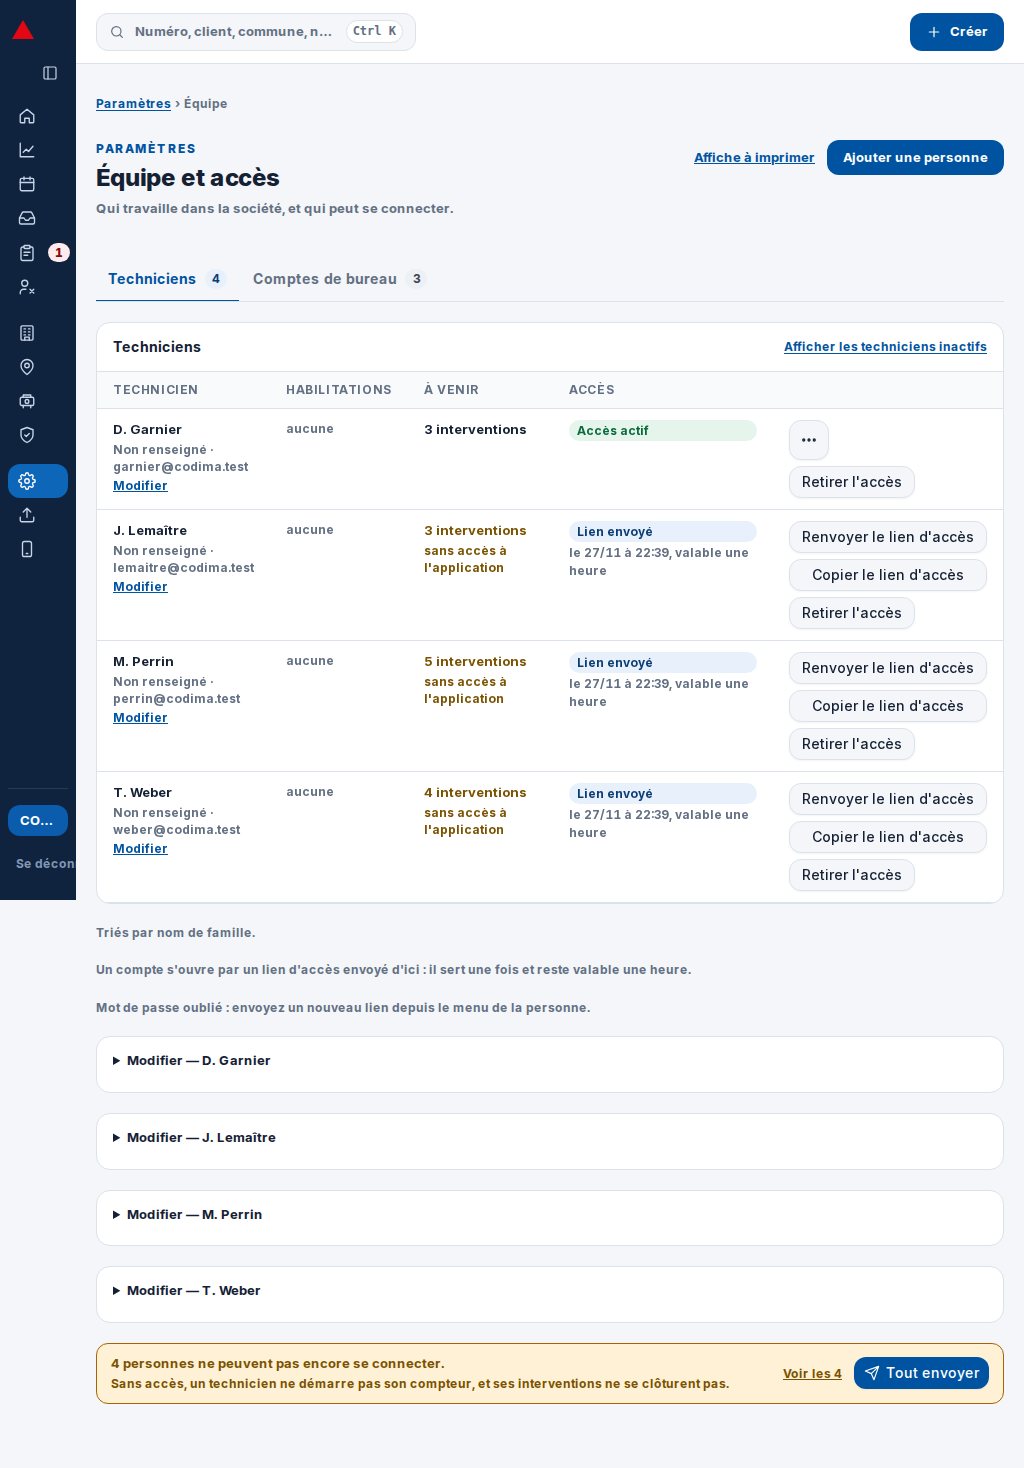 Numéro, client, commune, n... Ctrl K
Créer
Paramètres › Équipe
PARAMÈTRES
Équipe et accès
Qui travaille dans la société, et qui peut se connecter.
Affiche à imprimer
Ajouter une personne
1
Techniciens 4
Comptes de bureau 3
Techniciens
Afficher les techniciens inactifs
TECHNICIEN HABILITATIONS À VENIR ACCÈS
D. Garnier
Non renseigné ·
garnier@codima.test
Modifier
aucune
3 interventions
Accès actif
•••
Retirer l'accès
J. Lemaître
Non renseigné ·
lemaitre@codima.test
Modifier
aucune
3 interventions
sans accès à
l'application
Lien envoyé
le 27/11 à 22:39, valable une
heure
Renvoyer le lien d'accès
Copier le lien d'accès
Retirer l'accès
M. Perrin
Non renseigné ·
perrin@codima.test
Modifier
aucune
5 interventions
sans accès à
l'application
Lien envoyé
le 27/11 à 22:39, valable une
heure
Renvoyer le lien d'accès
Copier le lien d'accès
Retirer l'accès
T. Weber
Non renseigné ·
weber@codima.test
Modifier
aucune
4 interventions
sans accès à
l'application
Lien envoyé
le 27/11 à 22:39, valable une
heure
Renvoyer le lien d'accès
Copier le lien d'accès
Retirer l'accès
CO...
Se décon
Triés par nom de famille.
Un compte s'ouvre par un lien d'accès envoyé d'ici : il sert une fois et reste valable une heure.
Mot de passe oublié : envoyez un nouveau lien depuis le menu de la personne.
Modifier — D. Garnier
Modifier — J. Lemaître
Modifier — M. Perrin
Modifier — T. Weber
4 personnes ne peuvent pas encore se connecter.
Sans accès, un technicien ne démarre pas son compteur, et ses interventions ne se clôturent pas.
Voir les 4
Tout envoyer